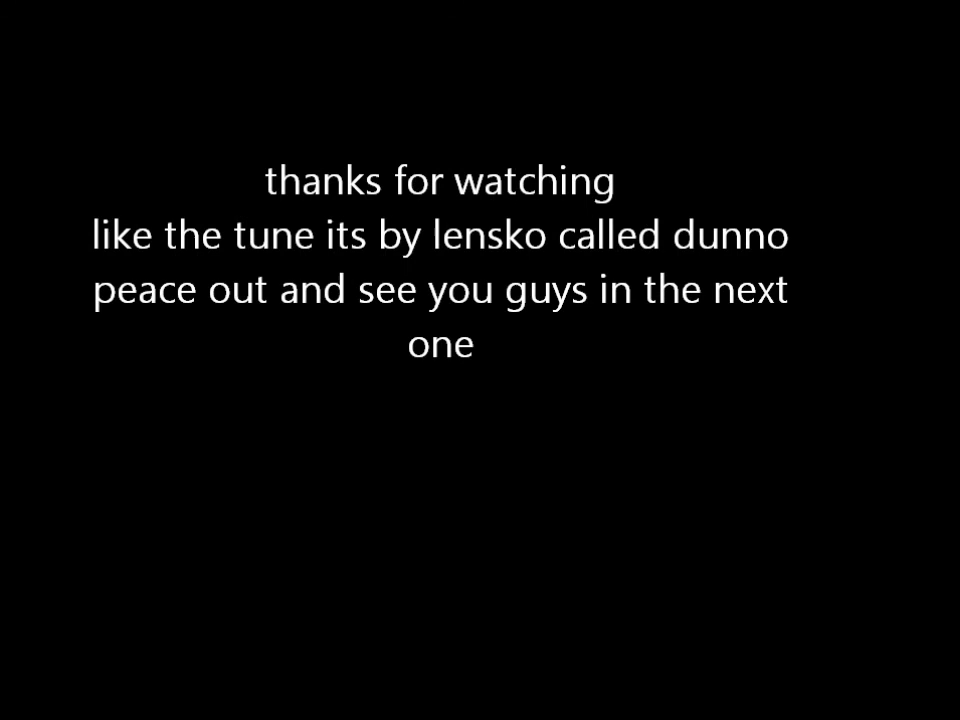 thanks for watching
like the tune its by lensko called dunno
peace out and see you guys in the next
one